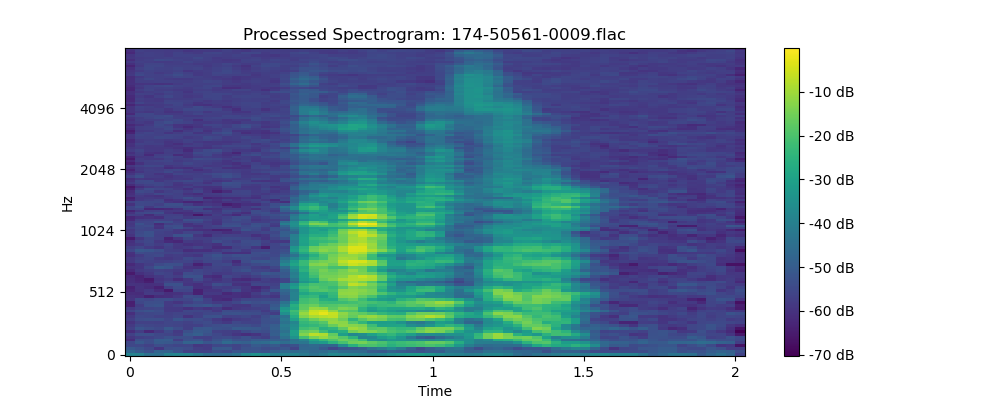 Processed Spectrogram: 174-50561-0009.flac
4096
2048
1024
512
0
Hz
0
0.5
1
1.5
2
Time
-10 dB
-20 dB
-30 dB
-40 dB
-50 dB
-60 dB
-70 dB